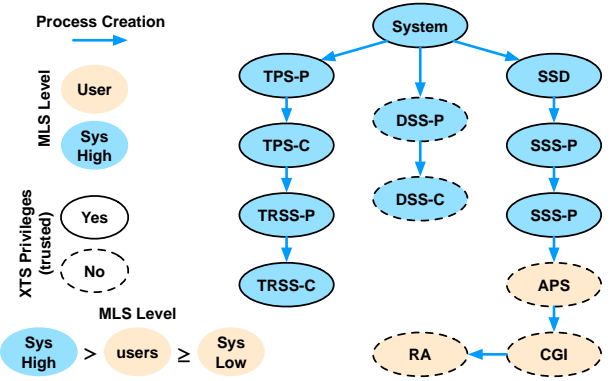 Process Creation
System
MLS Level
User
Sys
High
TPS-P
SSD
DSS-P
TPS-C
SSS-P
DSS-C
XTS Privileges
(trusted)
Yes
No
TRSS-P
SSS-P
TRSS-C
APS
MLS Level
Sys
High
>
users
≥
Sys
Low
RA
CGI